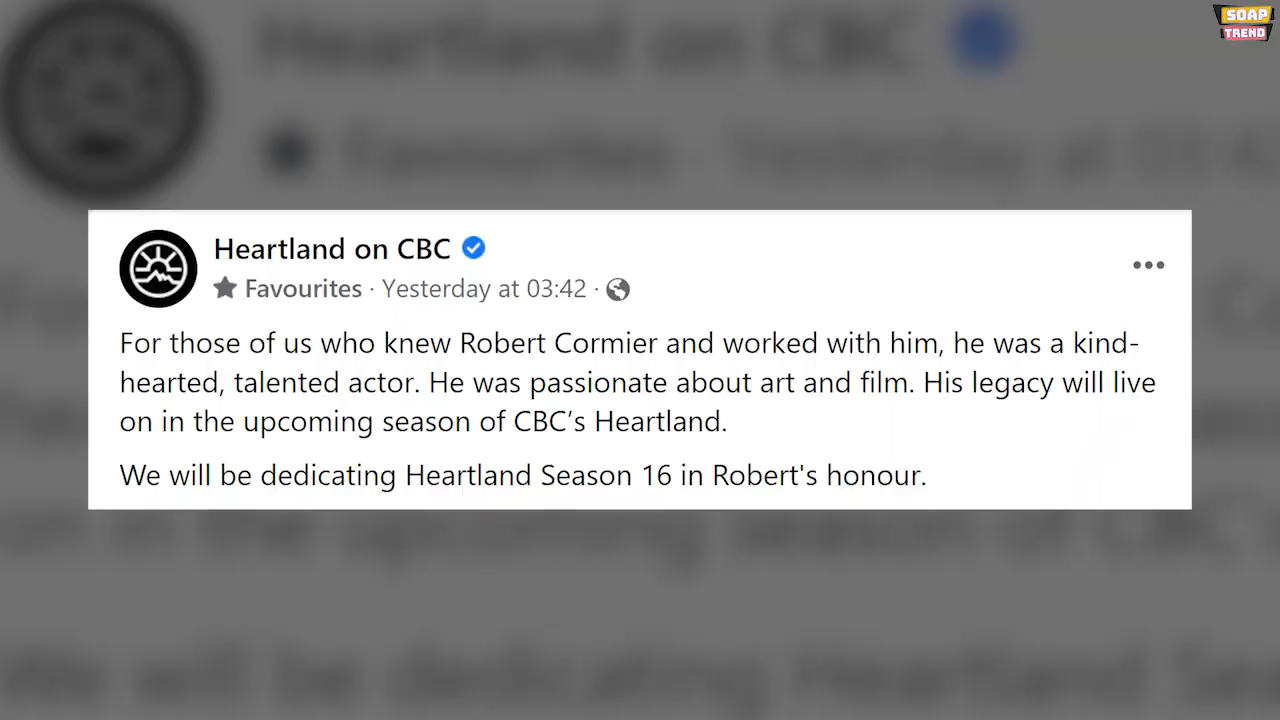 SOAP
TREND
Heartland on CBC
Favourites · Yesterday at 03:42 ·
For those of us who knew Robert Cormier and worked with him, he was a kind-
hearted, talented actor. He was passionate about art and film. His legacy will live
on in the upcoming season of CBC’s Heartland.
We will be dedicating Heartland Season 16 in Robert's honour.